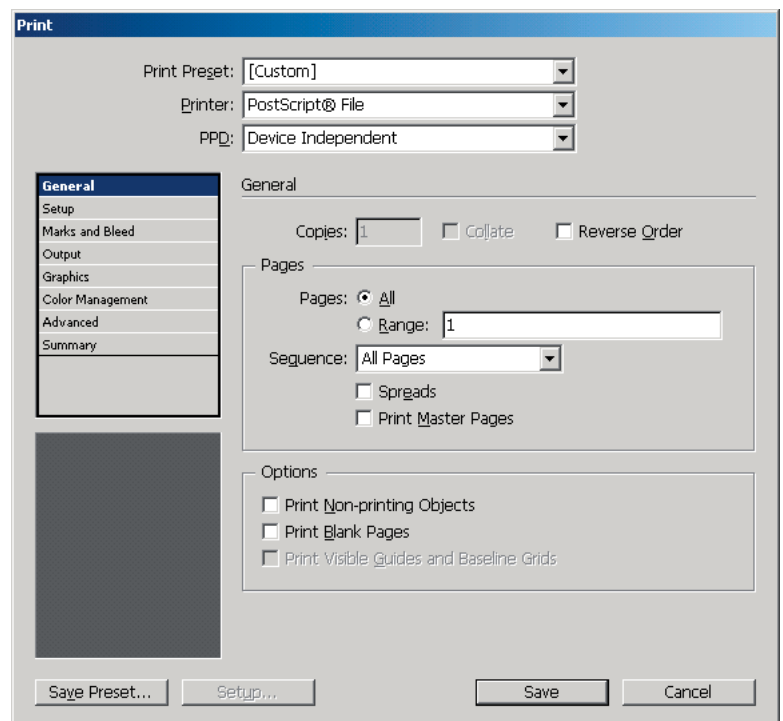 Print
Print Preset: [Custom]
Printer: PostScript® File
PPD: Device Independent
General
Setup
Marks and Bleed
Output
Graphics
Color Management
Advanced
Summary
General
Copies: 1 Collate Reverse Order
Pages
Pages: All
Range: 1
Sequence: All Pages
Spreads
Print Master Pages
Options
Print Non-printing Objects
Print Blank Pages
Print Visible Guides and Baseline Grids
Save Preset... Setup... Save Cancel